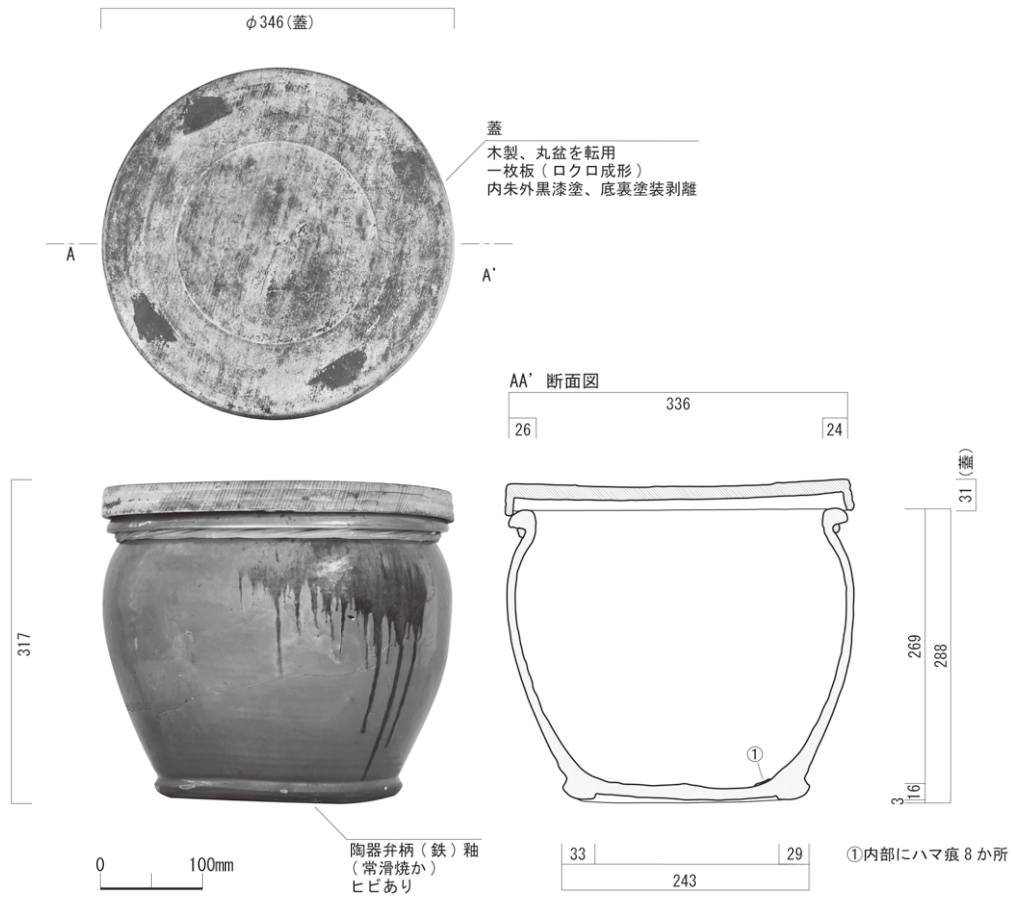 φ346(蓋)
蓋
木製、丸盆を転用
一枚板(ロクロ成形)
内朱外黒漆塗、底裏塗装剥離
A
A'
AA' 断面図
336
26
24
31
(蓋)
317
269
288
①
16
3
陶器弁柄(鉄)釉
(常滑焼か)
ヒビあり
0 100mm
33
29
243
①内部にハマ痕8か所